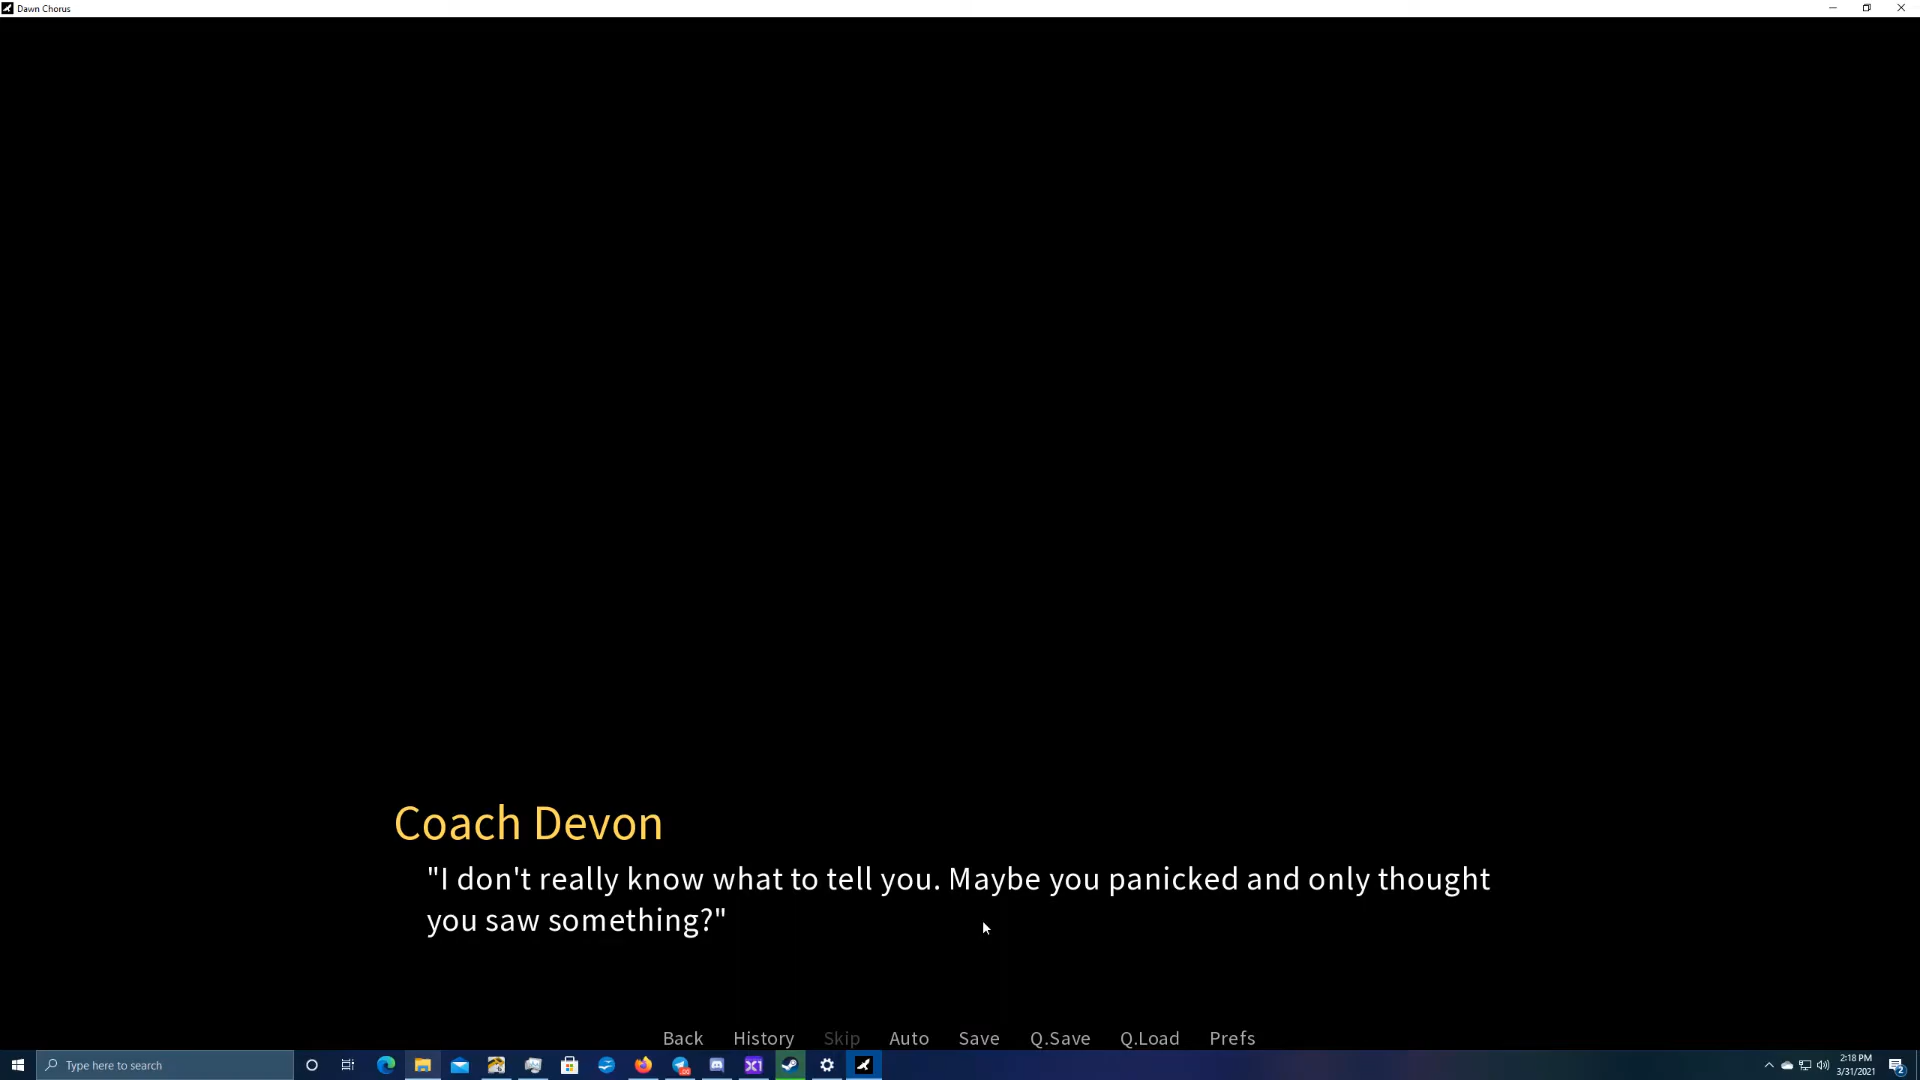 Dawn Chorus
Coach Devon
"I don't really know what to tell you. Maybe you panicked and only thought
you saw something?"
Back History Skip Auto Save Q.Save Q.Load Prefs
Type here to search
X1
2:18 PM
3/31/2021
2